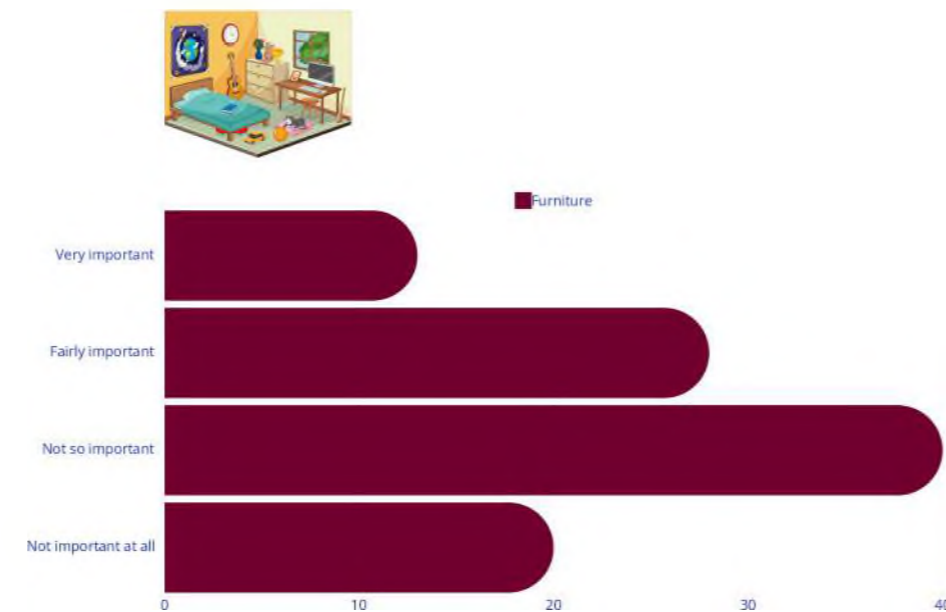 Furniture
Very important
Fairly important
Not so important
Not important at all
0 10 20 30 40